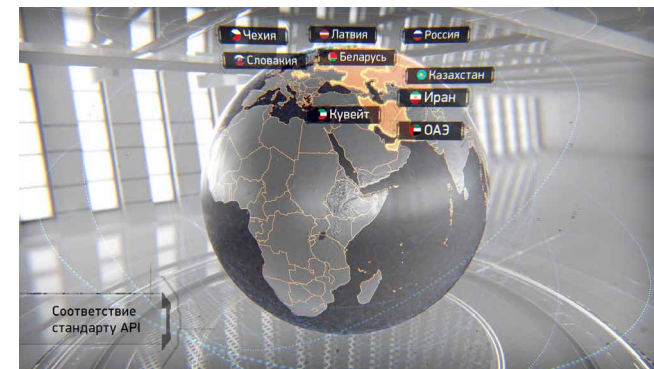 Чехия
Латвия
Россия
Словакия
Беларусь
Казахстан
Иран
Кувейт
ОАЭ
Соответствие
стандарту API